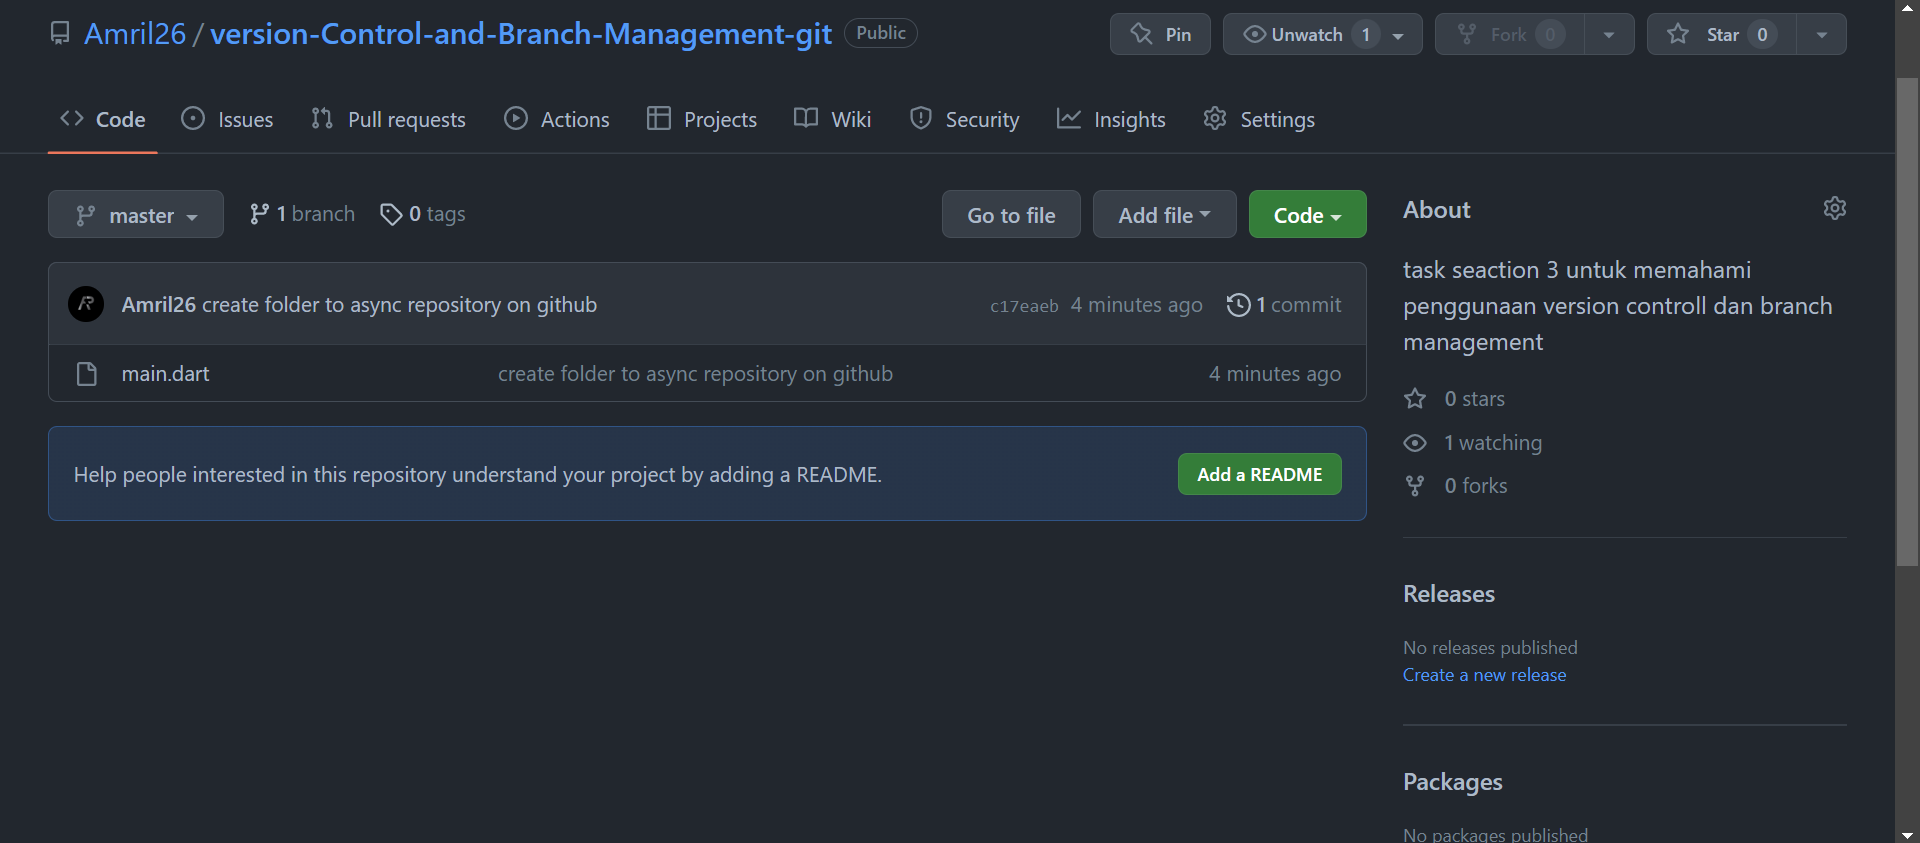 Amril26 / version-Control-and-Branch-Management-git Public
Pin Unwatch 1 Fork 0 Star 0
Code Issues Pull requests Actions Projects Wiki Security Insights Settings
master 1 branch 0 tags Go to file Add file Code
Amril26 create folder to async repository on github c17eaeb 4 minutes ago 1 commit
main.dart create folder to async repository on github 4 minutes ago
Help people interested in this repository understand your project by adding a README. Add a README
About
task seaction 3 untuk memahami
penggunaan version controll dan branch
management
0 stars
1 watching
0 forks
Releases
No releases published
Create a new release
Packages
No packages published